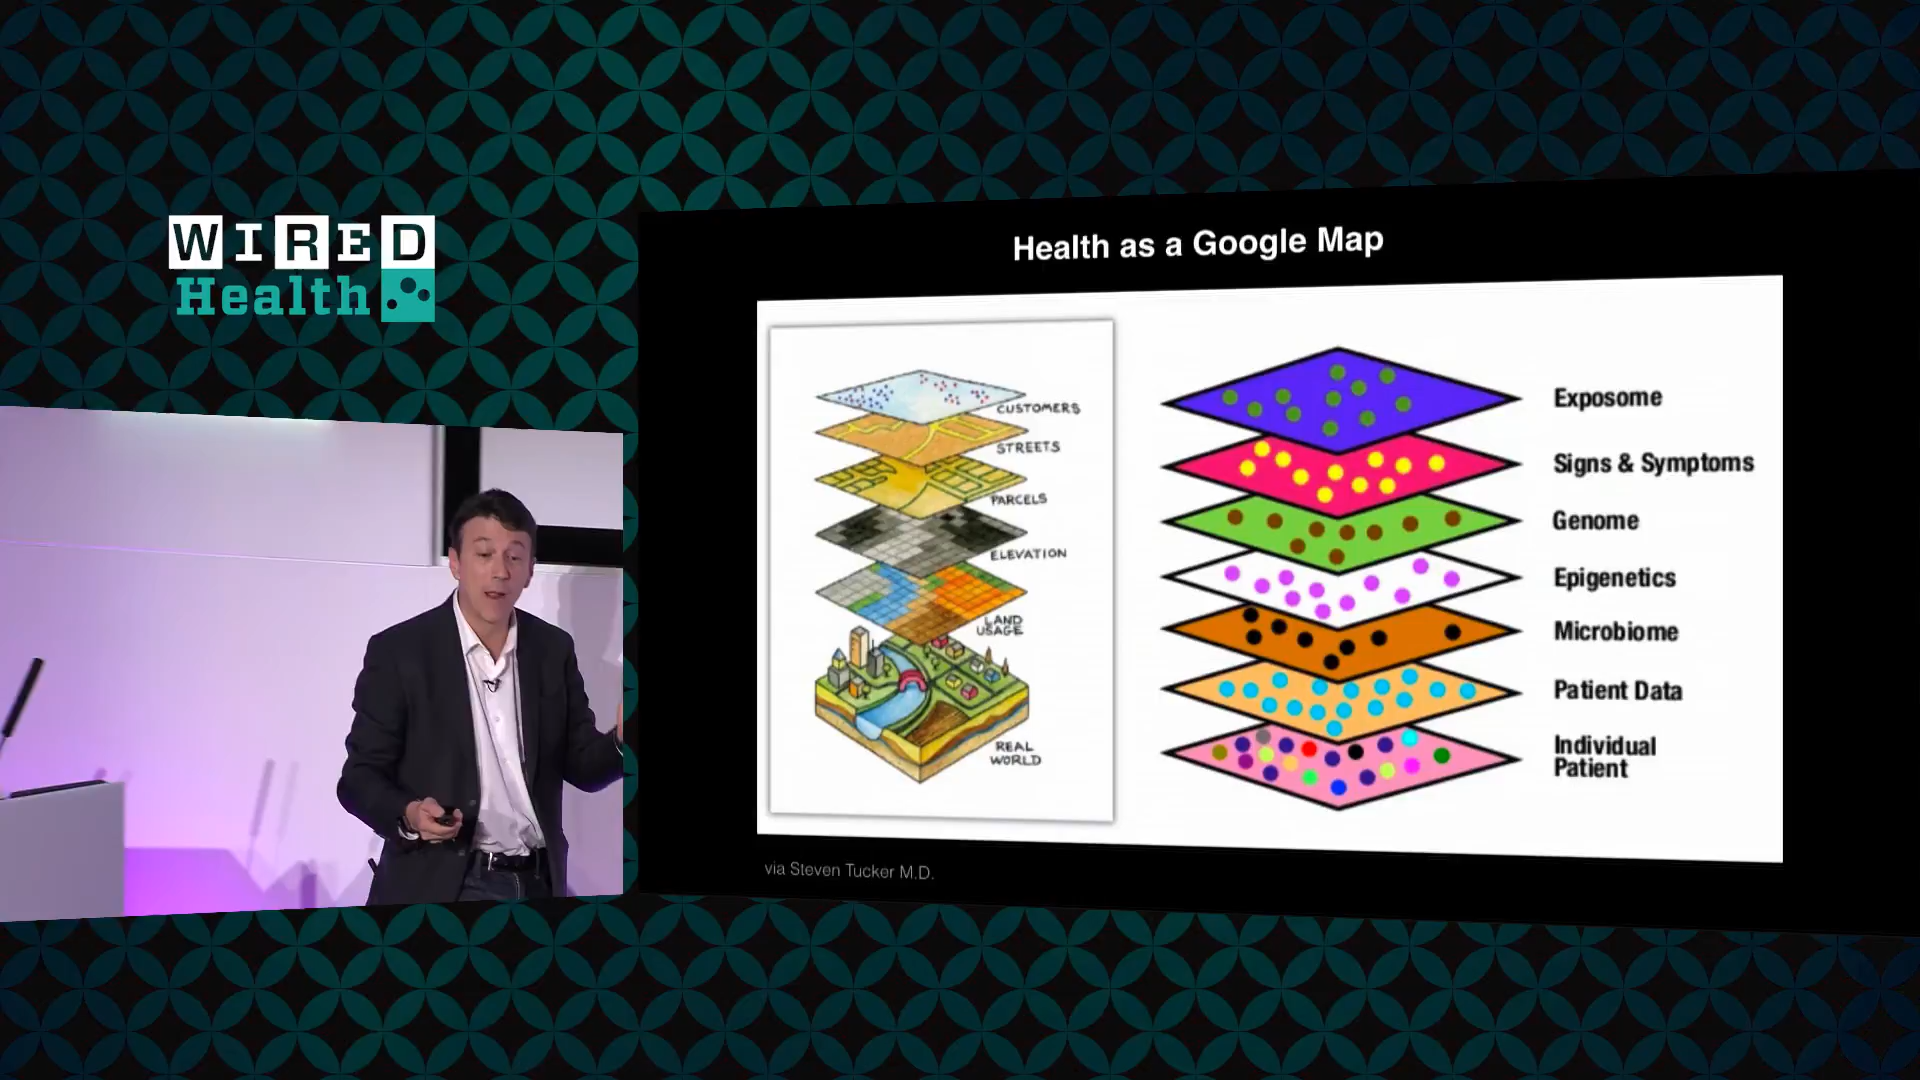 WIRED
Health
Health as a Google Map
CUSTOMERS
STREETS
PARCELS
ELEVATION
LAND
USAGE
REAL
WORLD
Exposome
Signs & Symptoms
Genome
Epigenetics
Microbiome
Patient Data
Individual
Patient
via Steven Tucker M.D.